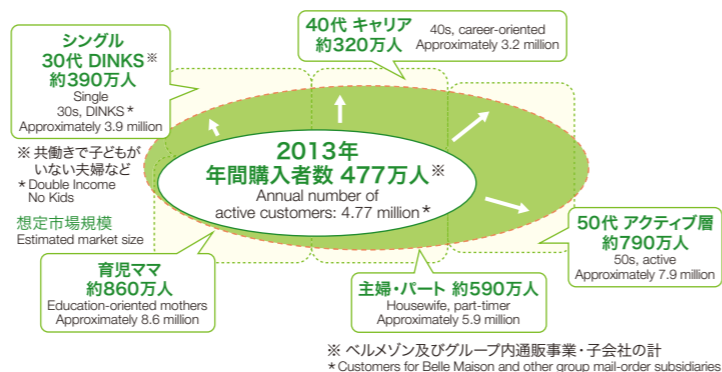 シングル
30代 DINKS※
約390万人
Single
30s, DINKS*
Approximately 3.9 million
※ 共働きで子どもが
いない夫婦など
* Double Income
No Kids
想定市場規模
Estimated market size
40代 キャリア
約320万人
40s, career-oriented
Approximately 3.2 million
2013年
年間購入者数 477万人※
Annual number of
active customers: 4.77 million*
50代 アクティブ層
約790万人
50s, active
Approximately 7.9 million
育児ママ
約860万人
Education-oriented mothers
Approximately 8.6 million
主婦・パート 約590万人
Housewife, part-timer
Approximately 5.9 million
※ ベルメゾン及びグループ内通販事業・子会社の計
* Customers for Belle Maison and other group mail-order subsidiaries